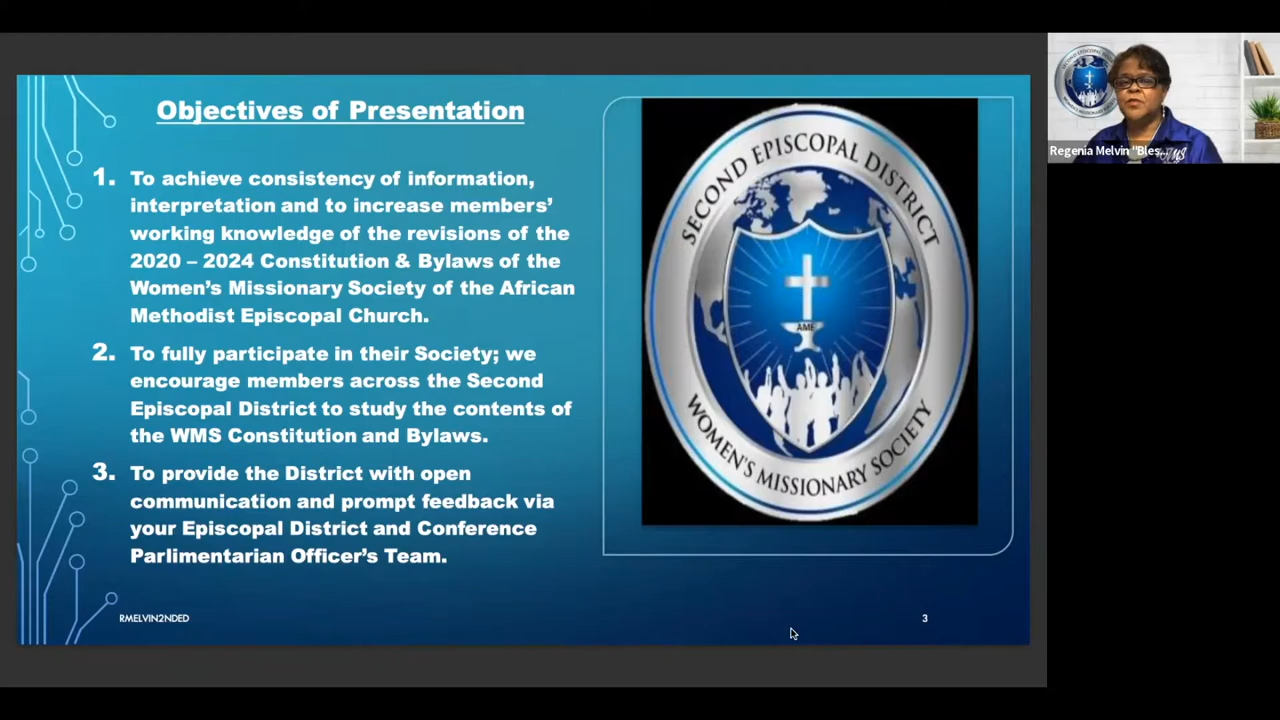 Objectives of Presentation
1. To achieve consistency of information,
interpretation and to increase members'
working knowledge of the revisions of the
2020 – 2024 Constitution & Bylaws of the
Women's Missionary Society of the African
Methodist Episcopal Church.
2. To fully participate in their Society; we
encourage members across the Second
Episcopal District to study the contents of
the WMS Constitution and Bylaws.
3. To provide the District with open
communication and prompt feedback via
your Episcopal District and Conference
Parlimentarian Officer's Team.
RMELVIN2NDED
3
SECOND EPISCOPAL DISTRICT
AME
WOMEN'S MISSIONARY SOCIETY
Regenia Melvin "Bles...